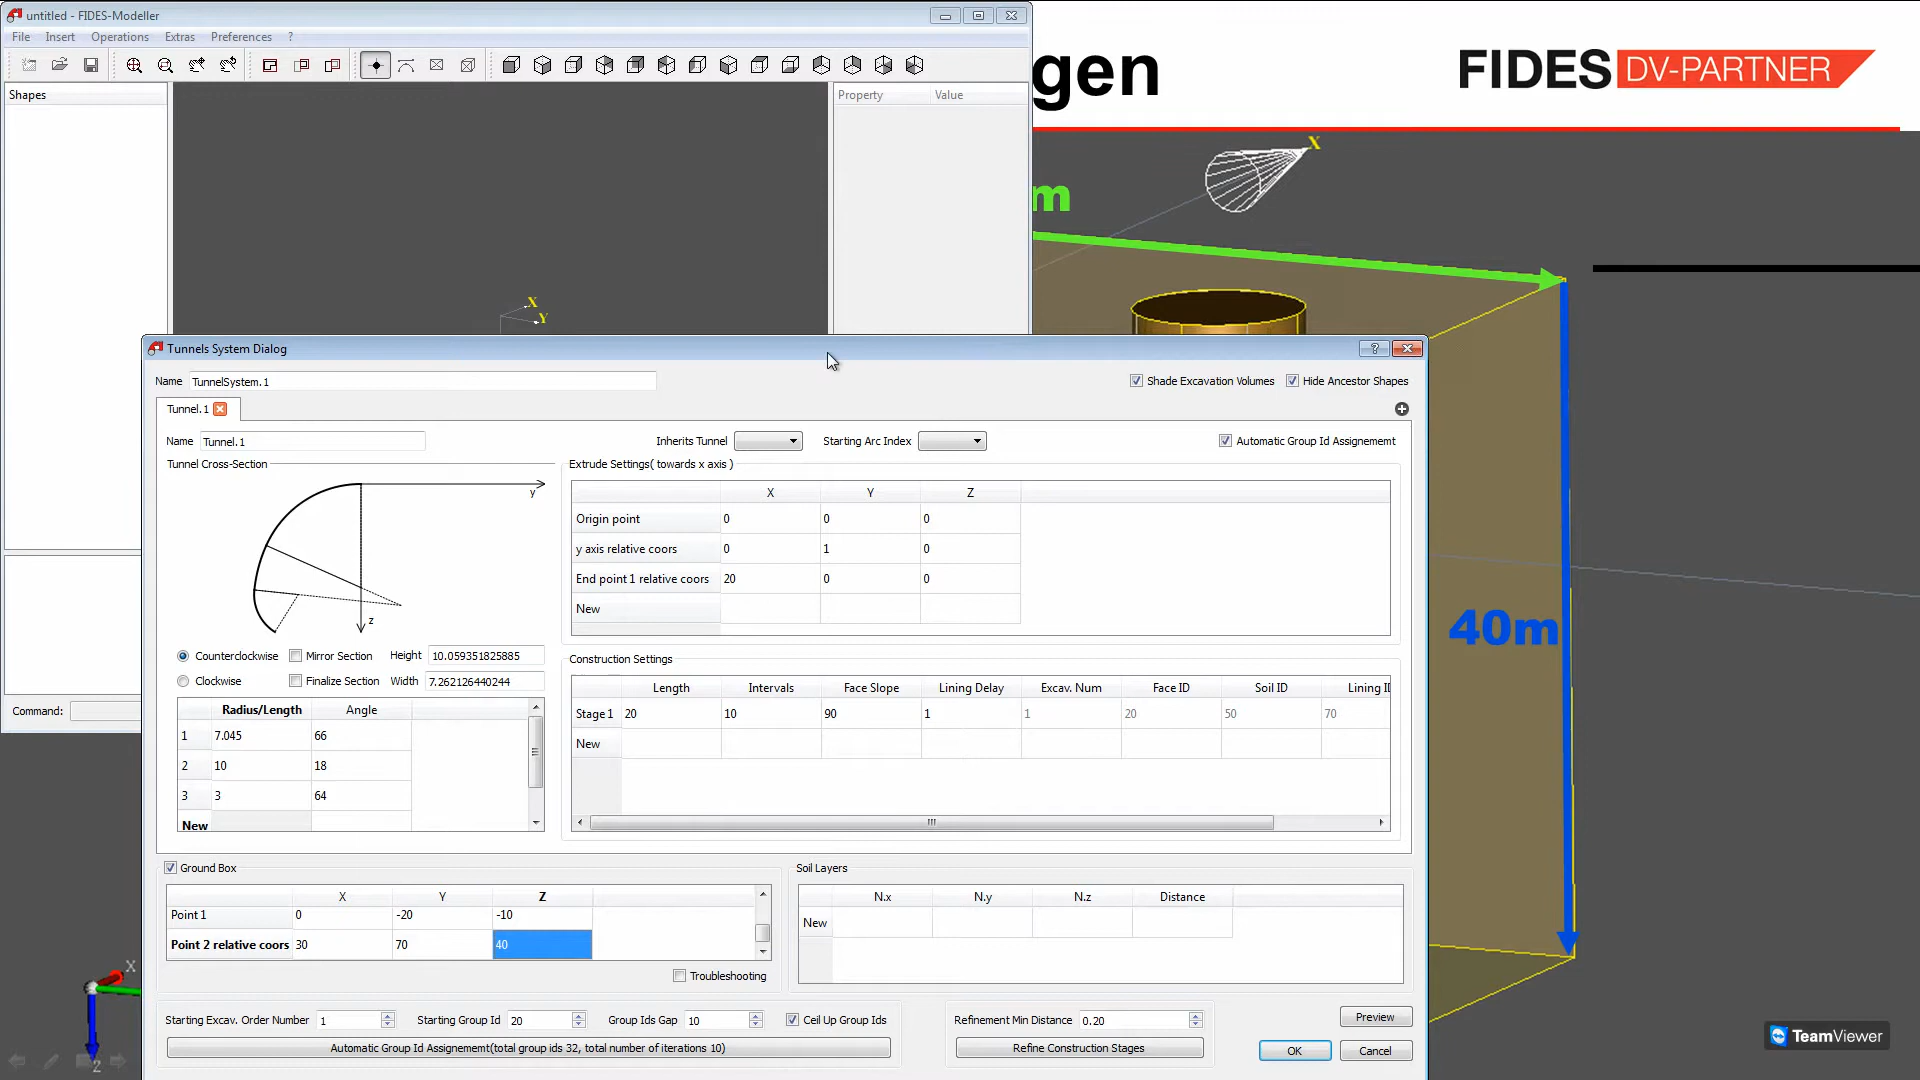 untitled - FIDES-Modeller
File Insert Operations Extras Preferences ?
Shapes
Property Value
gen
FIDES DV-PARTNER
X
m
X
Y
40m
Tunnels System Dialog
Name TunnelSystem.1
Shade Excavation Volumes Hide Ancestor Shapes
Tunnel.1
Name Tunnel.1 Inherits Tunnel Starting Arc Index Automatic Group Id Assignement
Tunnel Cross-Section
y
z
Counterclockwise Mirror Section Height 10.059351825885
Clockwise Finalize Section Width 7.262126440244
Radius/Length Angle
1 7.045 66
2 10 18
3 3 64
New
Extrude Settings( towards x axis )
X Y Z
Origin point 0 0 0
y axis relative coors 0 1 0
End point 1 relative coors 20 0 0
New
Construction Settings
Length Intervals Face Slope Lining Delay Excav. Num Face ID Soil ID Lining ID
Stage 1 20 10 90 1 1 20 50 70
New
Command:
Ground Box
X Y Z
Point 1 0 -20 -10
Point 2 relative coors 30 70 40
Troubleshooting
Soil Layers
N.x N.y N.z Distance
New
Starting Excav. Order Number 1 Starting Group Id 20 Group Ids Gap 10 Ceil Up Group Ids
Automatic Group Id Assignement(total group ids 32, total number of iterations 10)
Refinement Min Distance 0.20
Refine Construction Stages
Preview
OK Cancel
X
Z
TeamViewer